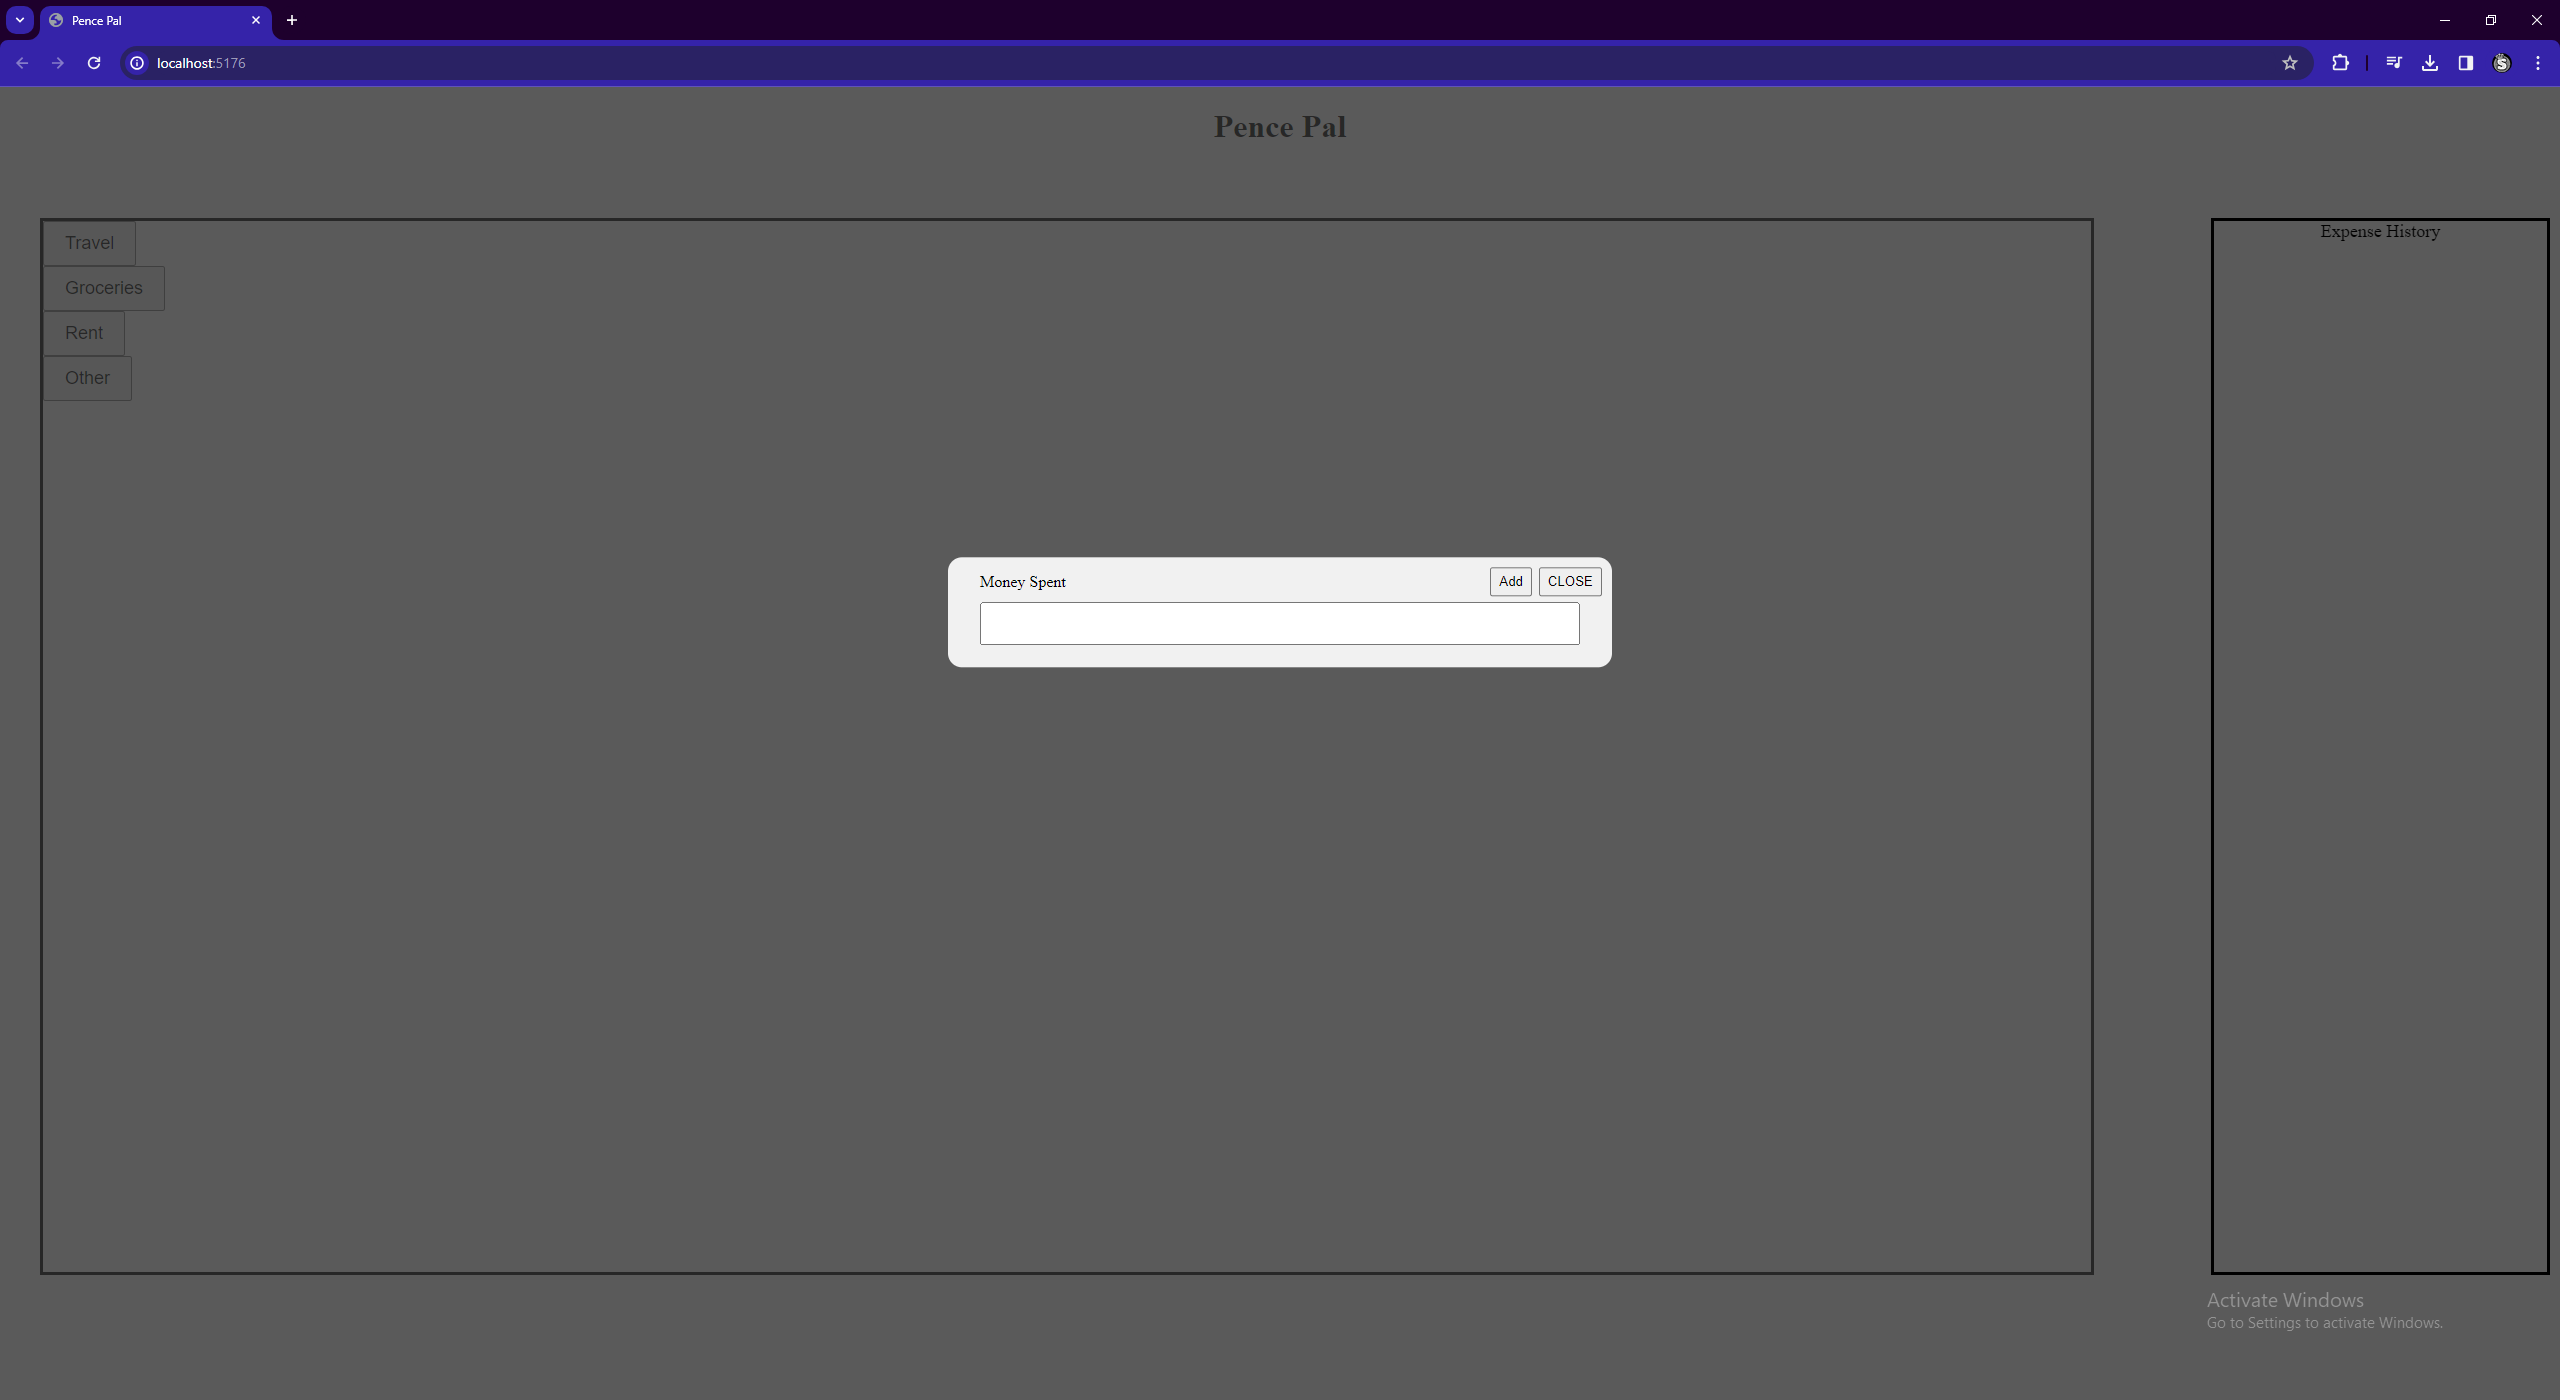 Pence Pal
localhost:5176
Pence Pal
Travel
Groceries
Rent
Other
Expense History
Money Spent
Add
CLOSE
Activate Windows
Go to Settings to activate Windows.